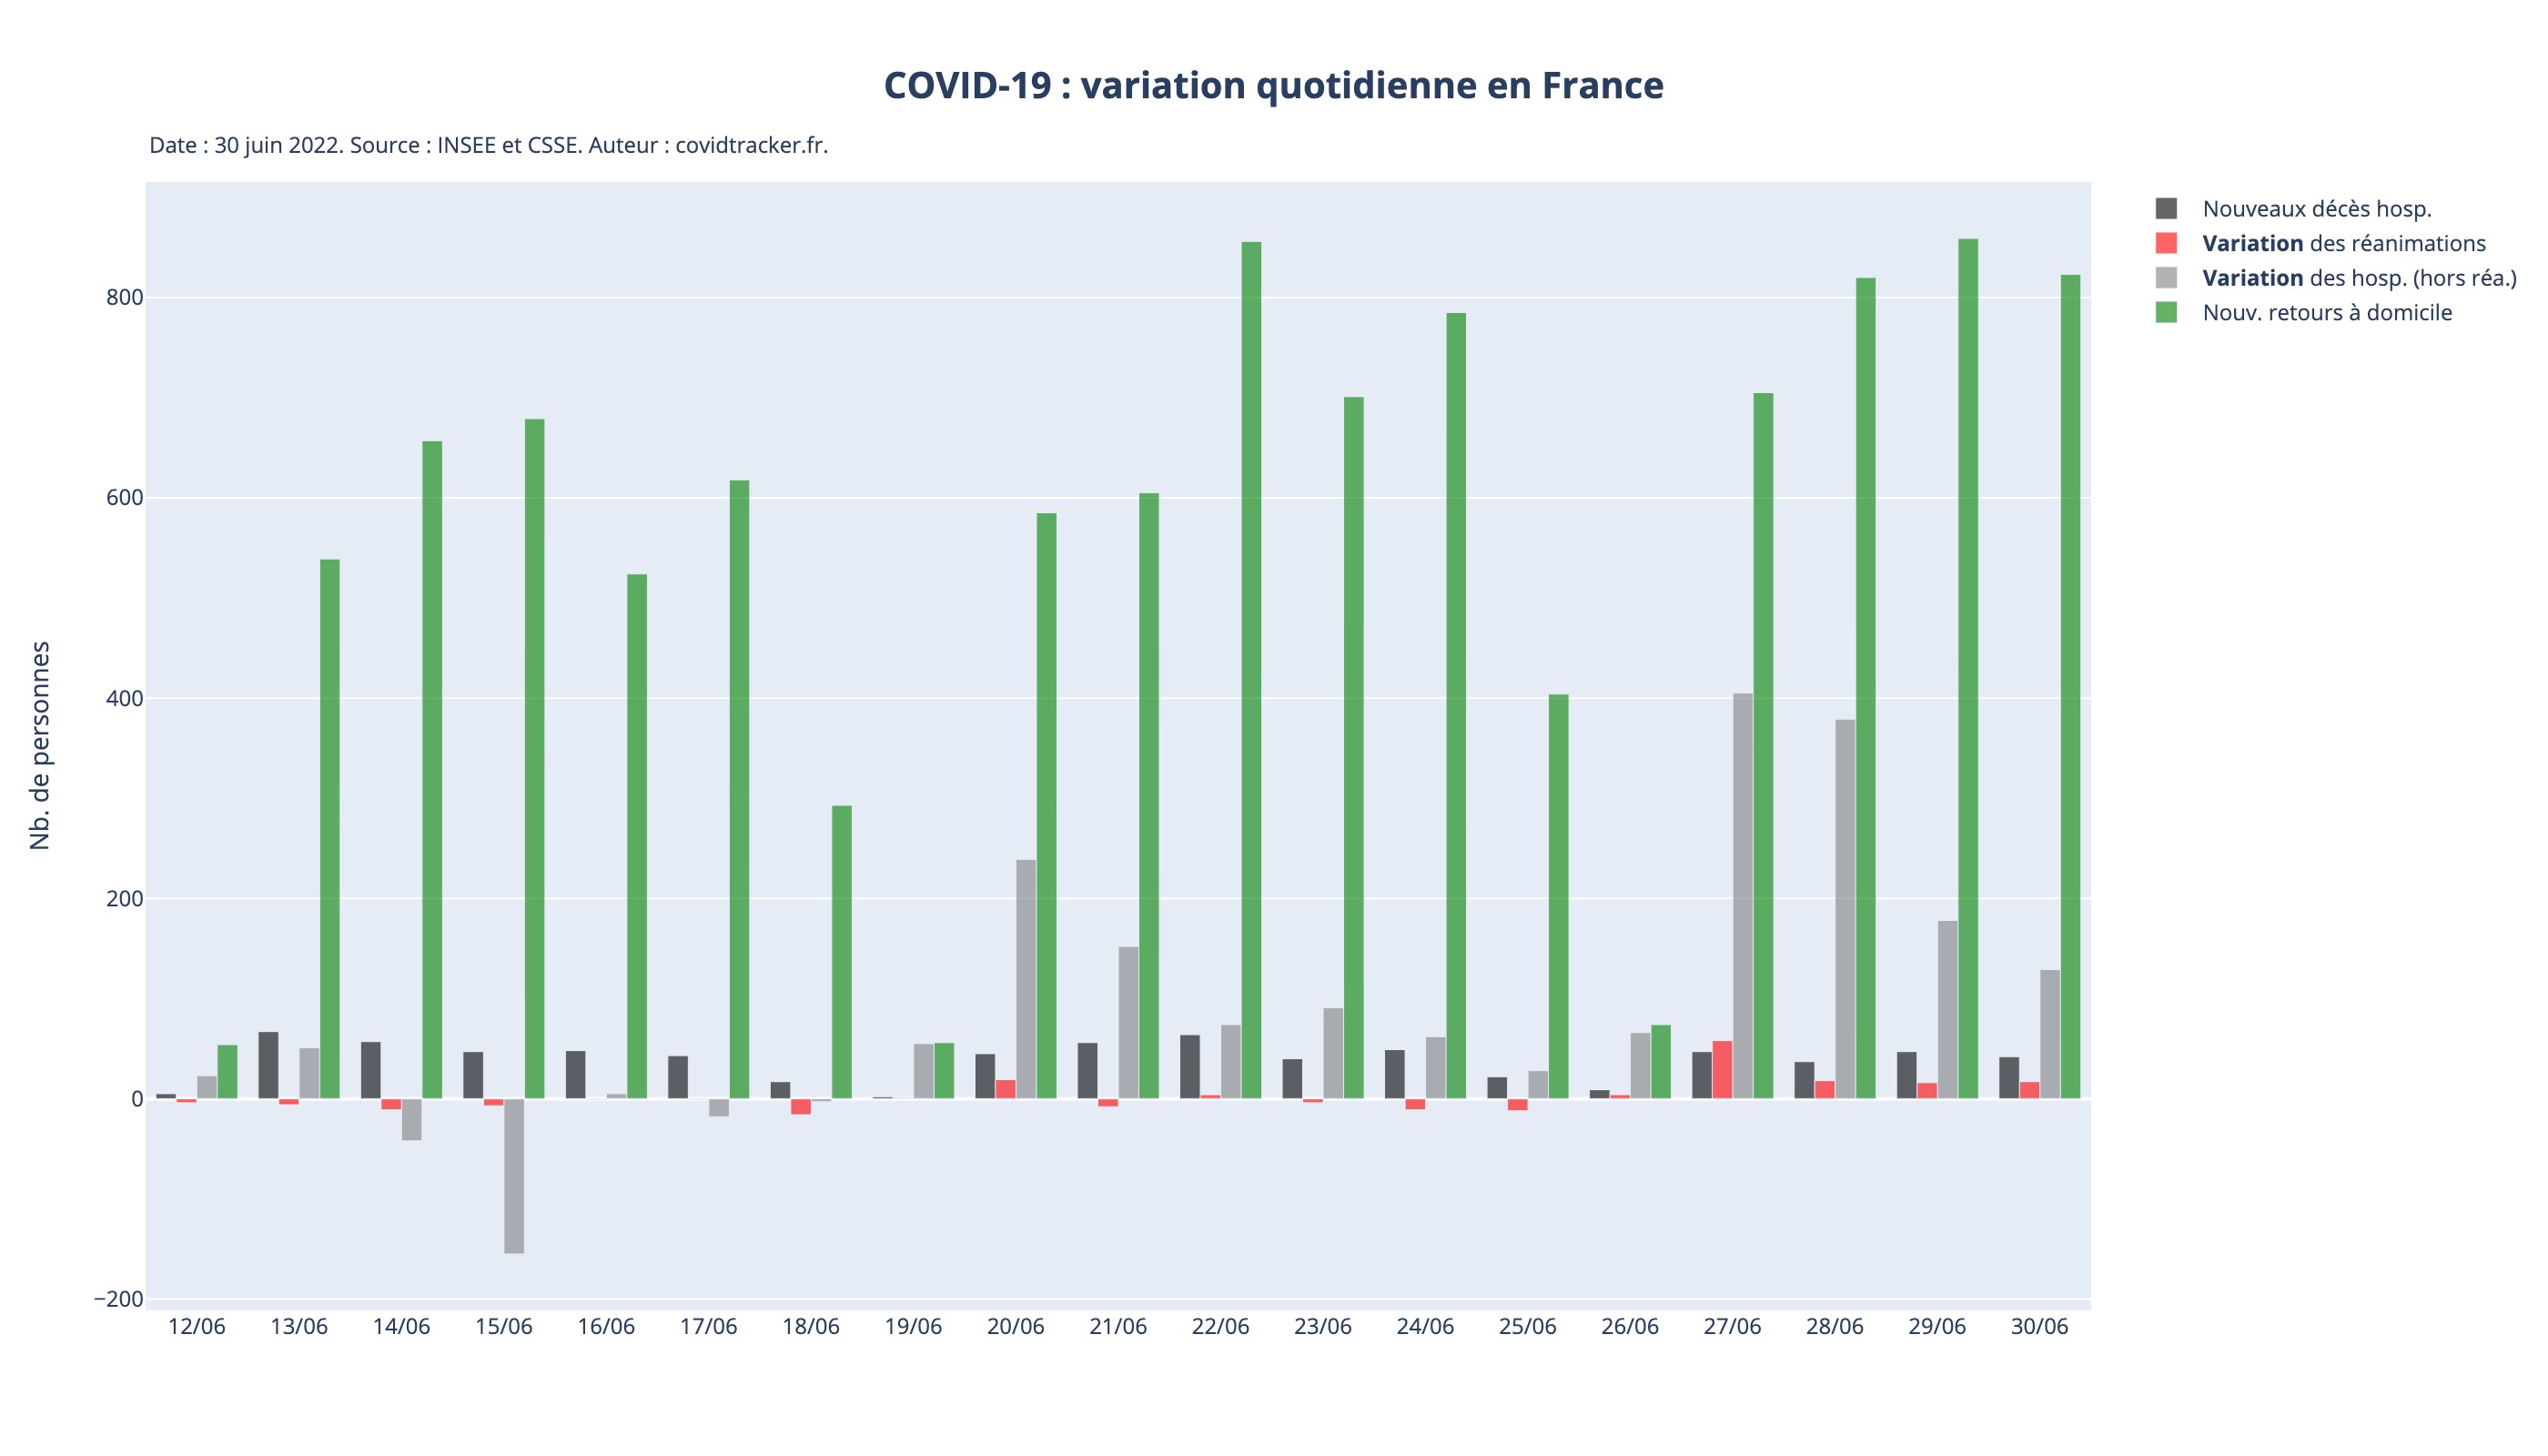 COVID-19 : variation quotidienne en France
Date : 30 juin 2022. Source : INSEE et CSSE. Auteur : covidtracker.fr.
Nouveaux décès hosp.
Variation des réanimations
Variation des hosp. (hors réa.)
Nouv. retours à domicile
Nb. de personnes
800
600
400
200
0
−200
12/06 13/06 14/06 15/06 16/06 17/06 18/06 19/06 20/06 21/06 22/06 23/06 24/06 25/06 26/06 27/06 28/06 29/06 30/06